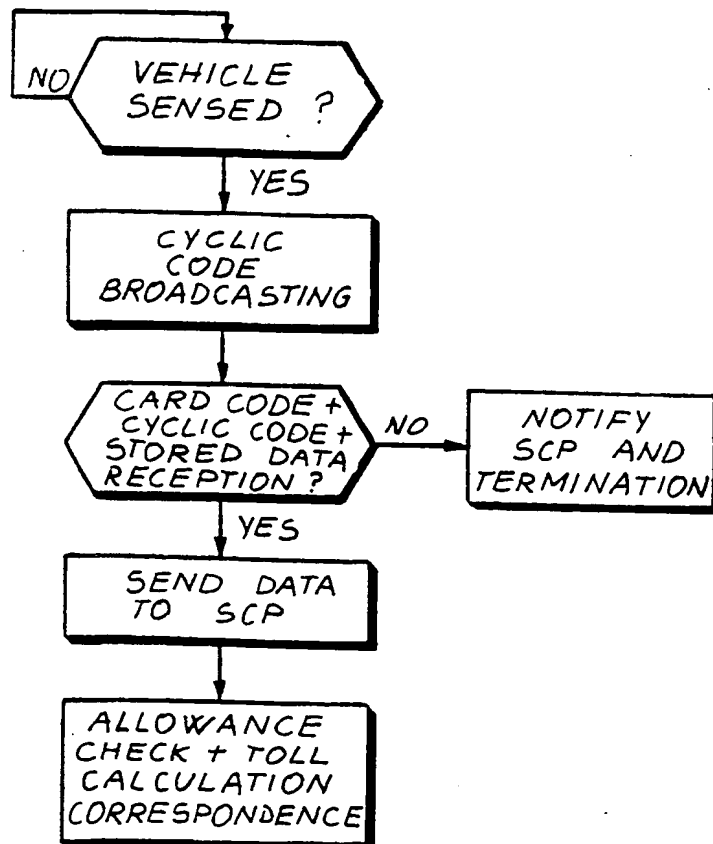 VEHICLE
SENSED ?
NO
YES
CYCLIC
CODE
BROADCASTING
CARD CODE +
CYCLIC CODE +
STORED DATA
RECEPTION ?
NO
NOTIFY
SCP AND
TERMINATION
YES
SEND DATA
TO SCP
ALLOWANCE
CHECK + TOLL
CALCULATION
CORRESPONDENCE